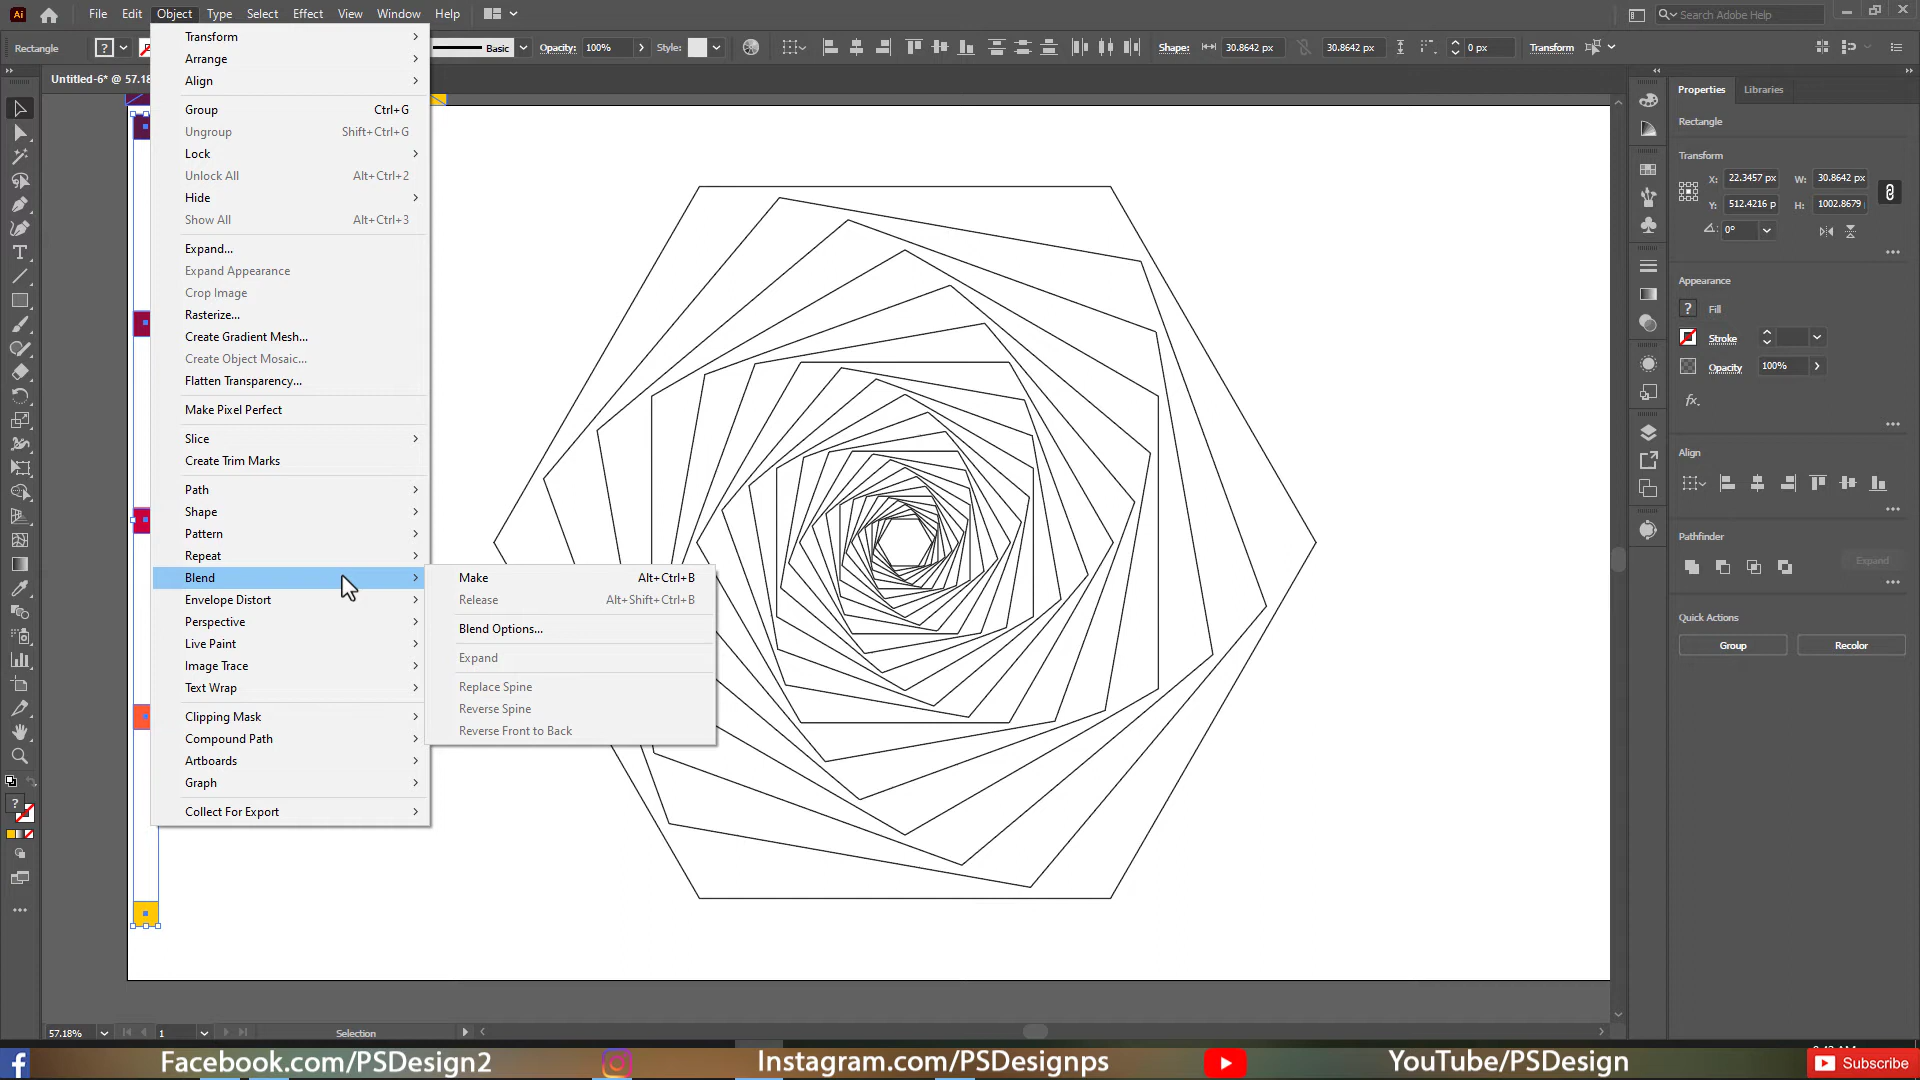 Ai File Edit Object Type Select Effect View Window Help Search Adobe Help
Rectangle ? Basic Opacity: 100% Style: Shape: 30.8642 px 30.8642 px 0 px Transform
Untitled-6* @ 57.18
Transform
Arrange
Align
Group Ctrl+G
Ungroup Shift+Ctrl+G
Lock
Unlock All Alt+Ctrl+2
Hide
Show All Alt+Ctrl+3
Expand...
Expand Appearance
Crop Image
Rasterize...
Create Gradient Mesh...
Create Object Mosaic...
Flatten Transparency...
Make Pixel Perfect
Slice
Create Trim Marks
Path
Shape
Pattern
Repeat
Blend
Envelope Distort
Perspective
Live Paint
Image Trace
Text Wrap
Clipping Mask
Compound Path
Artboards
Graph
Collect For Export
Make Alt+Ctrl+B
Release Alt+Shift+Ctrl+B
Blend Options...
Expand
Replace Spine
Reverse Spine
Reverse Front to Back
Properties Libraries
Rectangle
Transform
X: 22.3457 px W: 30.8642 px
Y: 512.4216 p H: 1002.8679
0°
Appearance
? Fill
Stroke
Opacity 100%
fx.
Align
Pathfinder
Expand
Quick Actions
Group Recolor
57.18% 1 Selection
Facebook.com/PSDesign2 Instagram.com/PSDesignps YouTube/PSDesign Subscribe